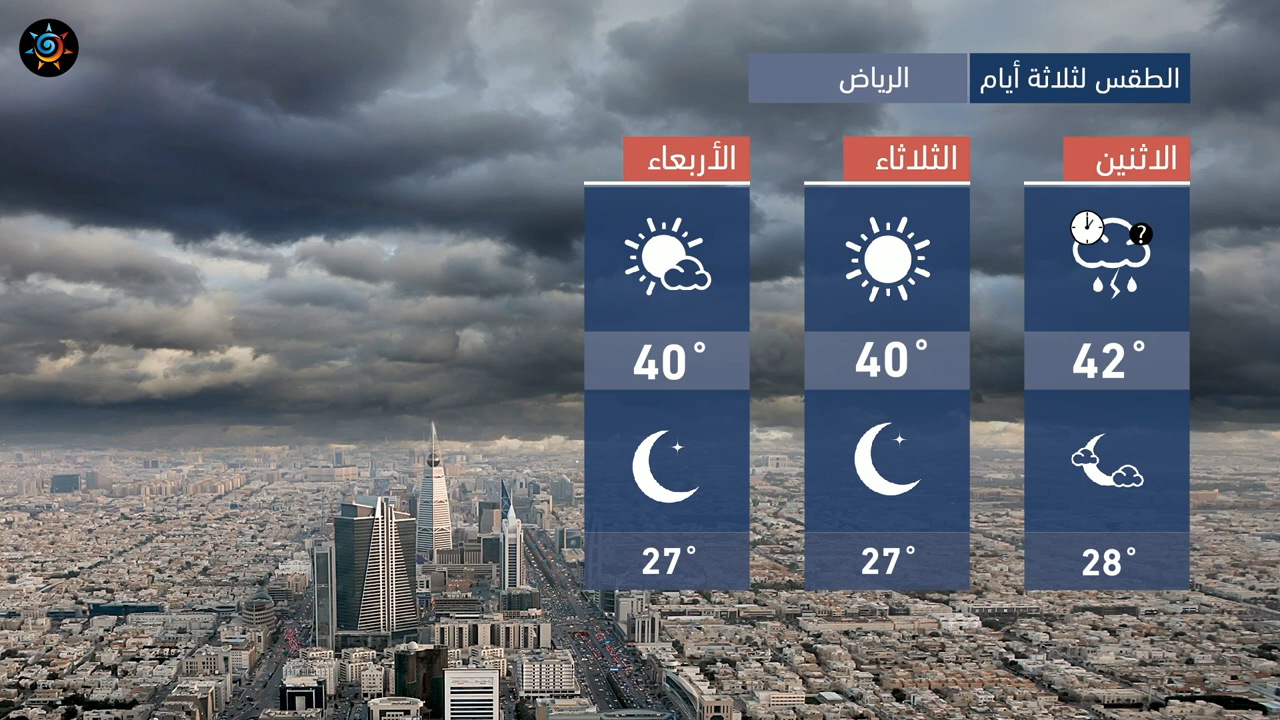 الطقس لثلاثة أيام
الرياض
الاثنين
الثلاثاء
الأربعاء
?
42°
40°
40°
28°
27°
27°